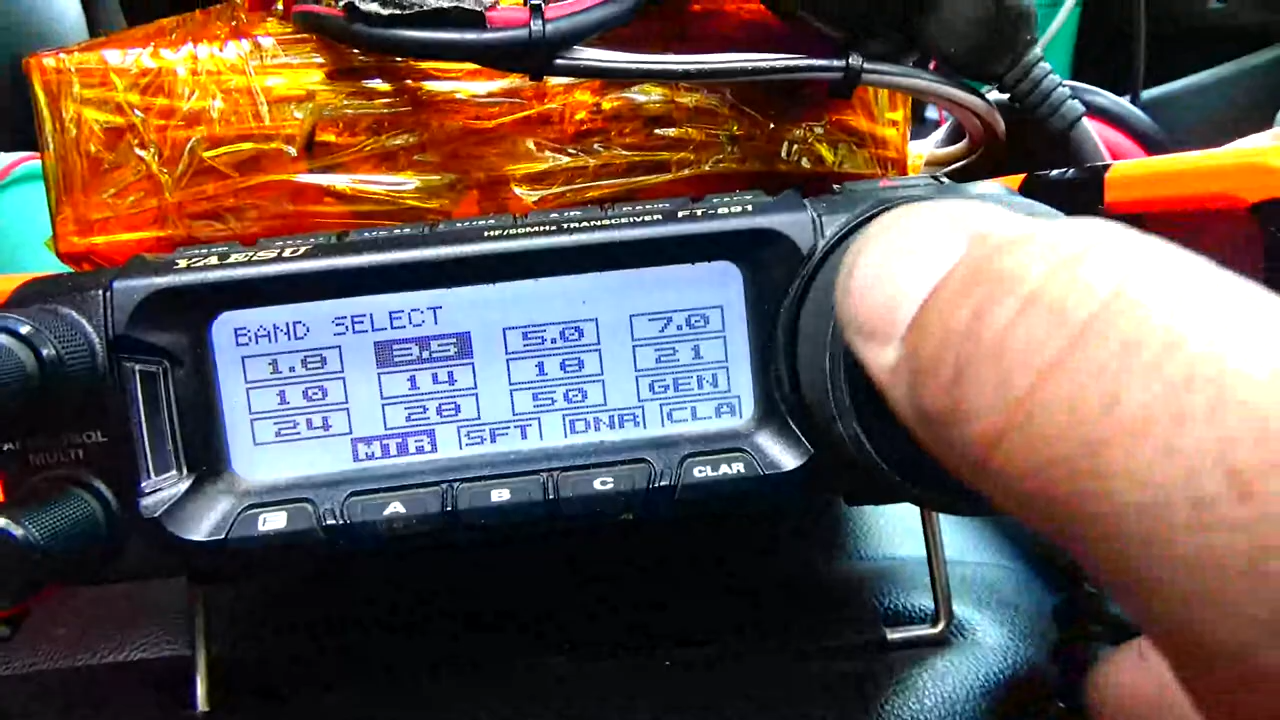 HF/50MHz TRANSCEIVER FT-891
YAESU
BAND SELECT
1.8 3.5 5.0 7.0
10 14 18 21
24 28 50 GEN
MTR SFT DNR CLA
MULTI
F A B C CLAR